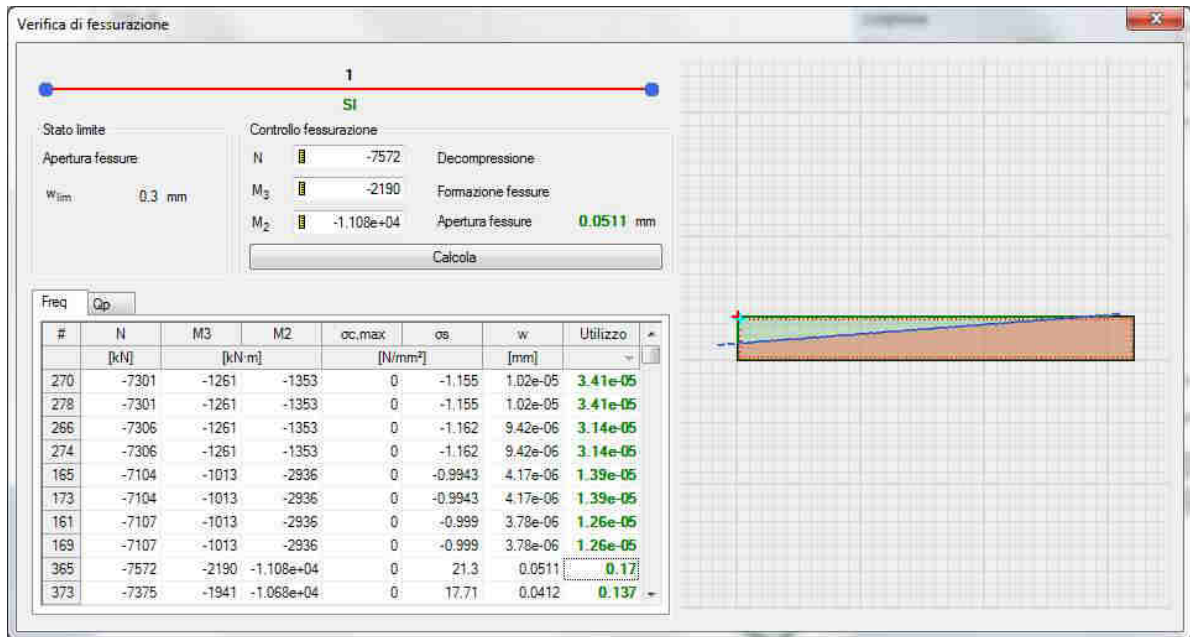 Verifica di fessurazione
1
SI
Stato limite
Controllo fessurazione
Apertura fessure
N -7572 Decompressione
wlim 0.3 mm
M3 -2190 Formazione fessure
M2 -1.108e+04 Apertura fessure 0.0511 mm
Calcola
Freq Qp
# N M3 M2 σc,max σs w Utilizzo
[kN] [kN·m] [N/mm²] [mm]
270 -7301 -1261 -1353 0 -1.155 1.02e-05 3.41e-05
278 -7301 -1261 -1353 0 -1.155 1.02e-05 3.41e-05
266 -7306 -1261 -1353 0 -1.162 9.42e-06 3.14e-05
274 -7306 -1261 -1353 0 -1.162 9.42e-06 3.14e-05
165 -7104 -1013 -2936 0 -0.9943 4.17e-06 1.39e-05
173 -7104 -1013 -2936 0 -0.9943 4.17e-06 1.39e-05
161 -7107 -1013 -2936 0 -0.999 3.78e-06 1.26e-05
169 -7107 -1013 -2936 0 -0.999 3.78e-06 1.26e-05
365 -7572 -2190 -1.108e+04 0 21.3 0.0511 0.17
373 -7375 -1941 -1.068e+04 0 17.71 0.0412 0.137